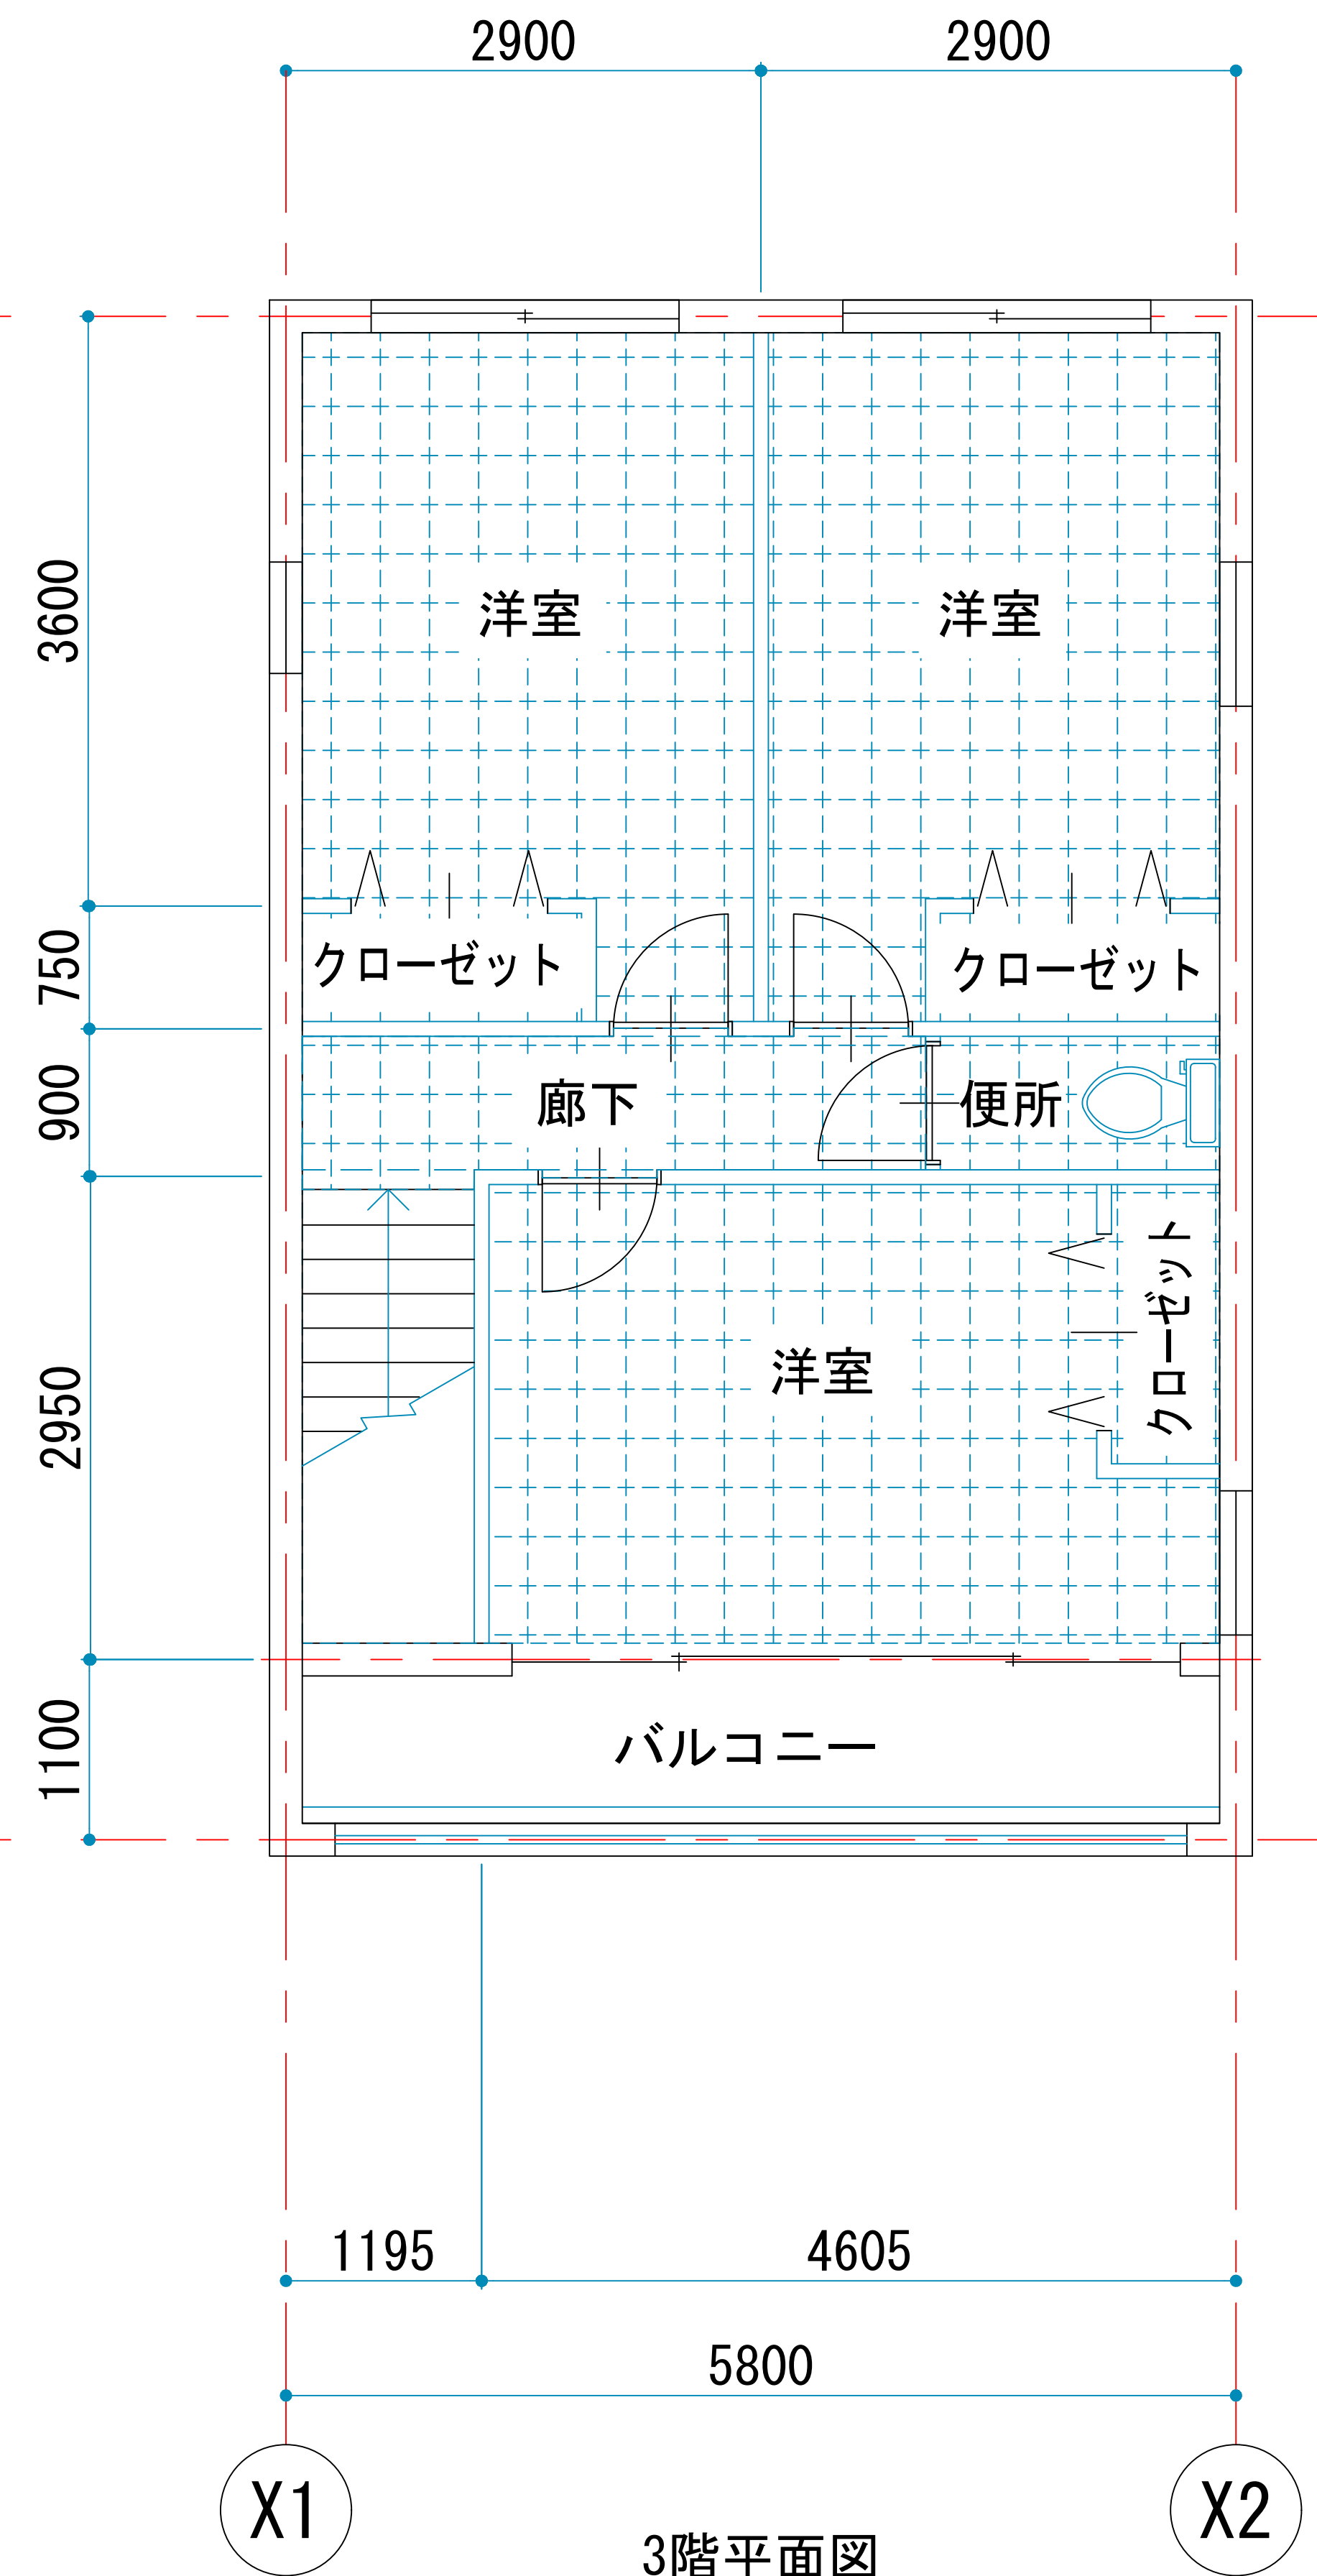 2900
2900
3600
洋室
洋室
750
クローゼット
クローゼット
900
廊下
便所
クローゼット
2950
洋室
1100
バルコニー
1195
4605
5800
X1
X2
3階平面図